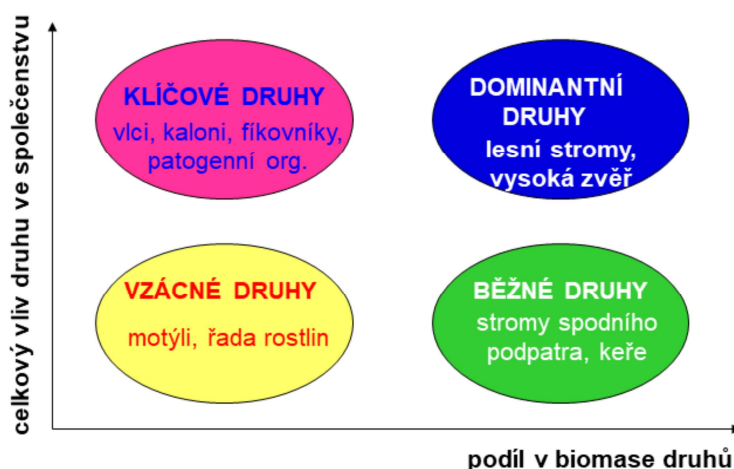 celkový vliv druhu ve společenstvu
KLÍČOVÉ DRUHY
vlci, kaloni, fíkovníky,
patogenní org.
DOMINANTNÍ
DRUHY
lesní stromy,
vysoká zvěř
VZÁCNÉ DRUHY
motýli, řada rostlin
BĚŽNÉ DRUHY
stromy spodního
podpatra, keře
podíl v biomase druhů